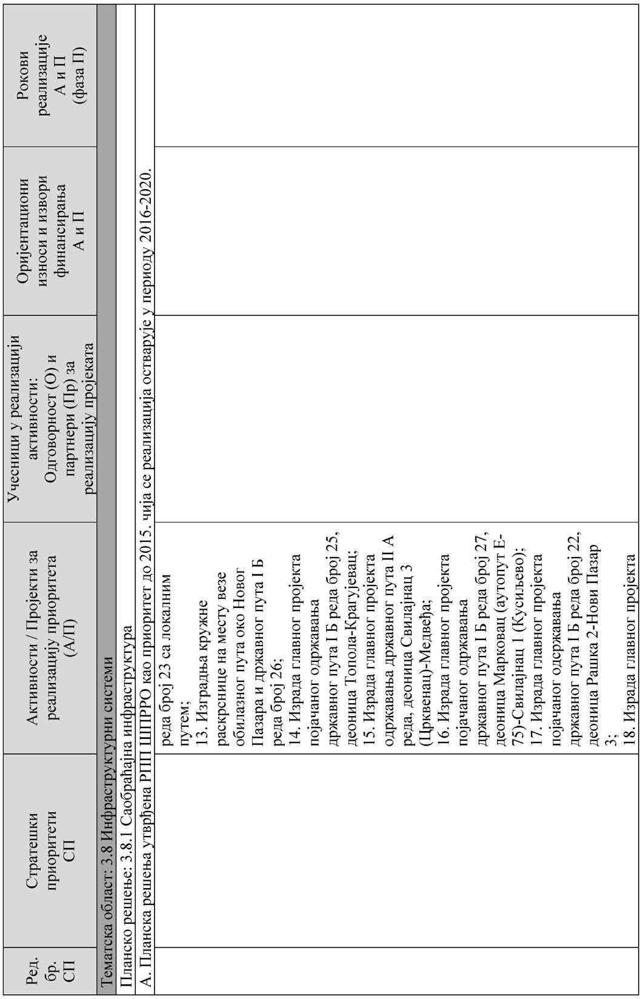 Ред.
бр.
СП
Стратешки
приоритети
СП
Активности / Пројекти за
реализацију приоритета
(А/П)
Учесници у реализацији
активности:
Одговорност (О) и
партнери (Пр) за
реализацију пројеката
Оријентациони
износи и извори
финансирања
А и П
Рокови
реализације
А и П
(фаза П)
Тематска област: 3.8 Инфраструктурни системи
Планско решење: 3.8.1 Саобраћајна инфраструктура
А. Планска решења утврђена РПП ШПРО као приоритет до 2015. чија се реализација остварује у периоду 2016-2020.
реда број 23 са локалним
путем;
13. Изградња кружне
раскрснице на месту везе
обилазног пута око Новог
Пазара и државног пута I Б
реда број 26;
14. Израда главног пројекта
појачаног одржавања
државног пута I Б реда број 25,
деоница Топола-Крагујевац;
15. Израда главног пројекта
одржавања државног пута II А
реда, деоница Свилајнац 3
(Црквенац)-Медвеђа;
16. Израда главног пројекта
појачаног одржавања
државног пута I Б реда број 27,
деоница Марковац (аутопут Е-
75)-Свилајнац 1 (Кусиљево);
17. Израда главног пројекта
појачаног одсржавања
државног пута I Б реда број 22,
деоница Рашка 2-Нови Пазар
3;
18. Израда главног пројекта